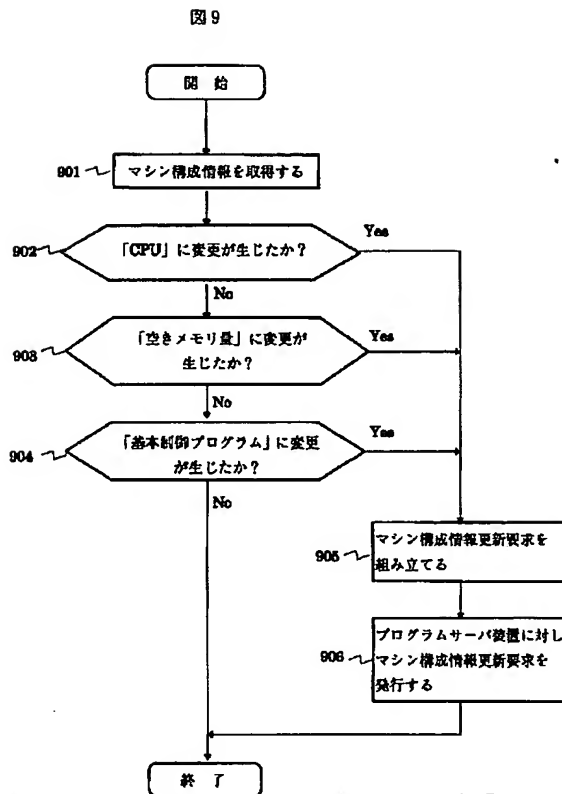 図9
開 始
901
マシン構成情報を取得する
902
「CPU」に変更が生じたか？
Yes
No
903
「空きメモリ量」に変更が
生じたか？
Yes
No
904
「基本制御プログラム」に変更
が生じたか？
Yes
No
905
マシン構成情報更新要求を
組み立てる
906
プログラムサーバ装置に対し
マシン構成情報更新要求を
発行する
終 了